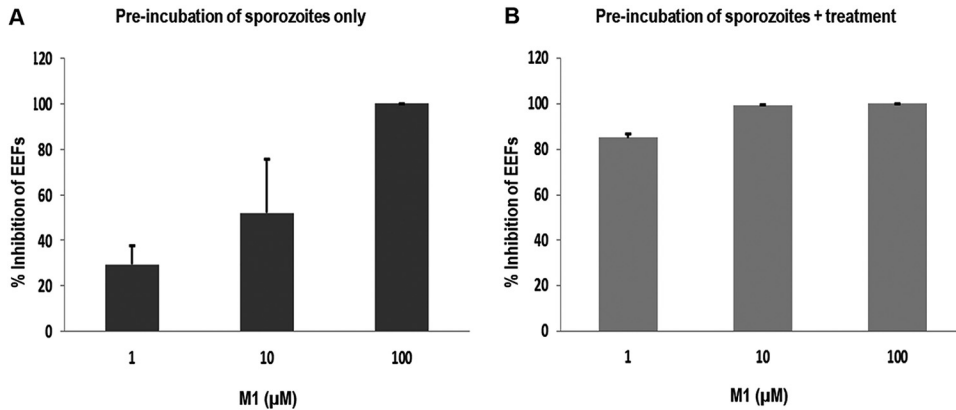 A
Pre-incubation of sporozoites only
% Inhibition of EEFs
120
100
80
60
40
20
0
1 10 100
M1 (µM)
B
Pre-incubation of sporozoites + treatment
% Inhibition of EEFs
120
100
80
60
40
20
0
1 10 100
M1 (µM)